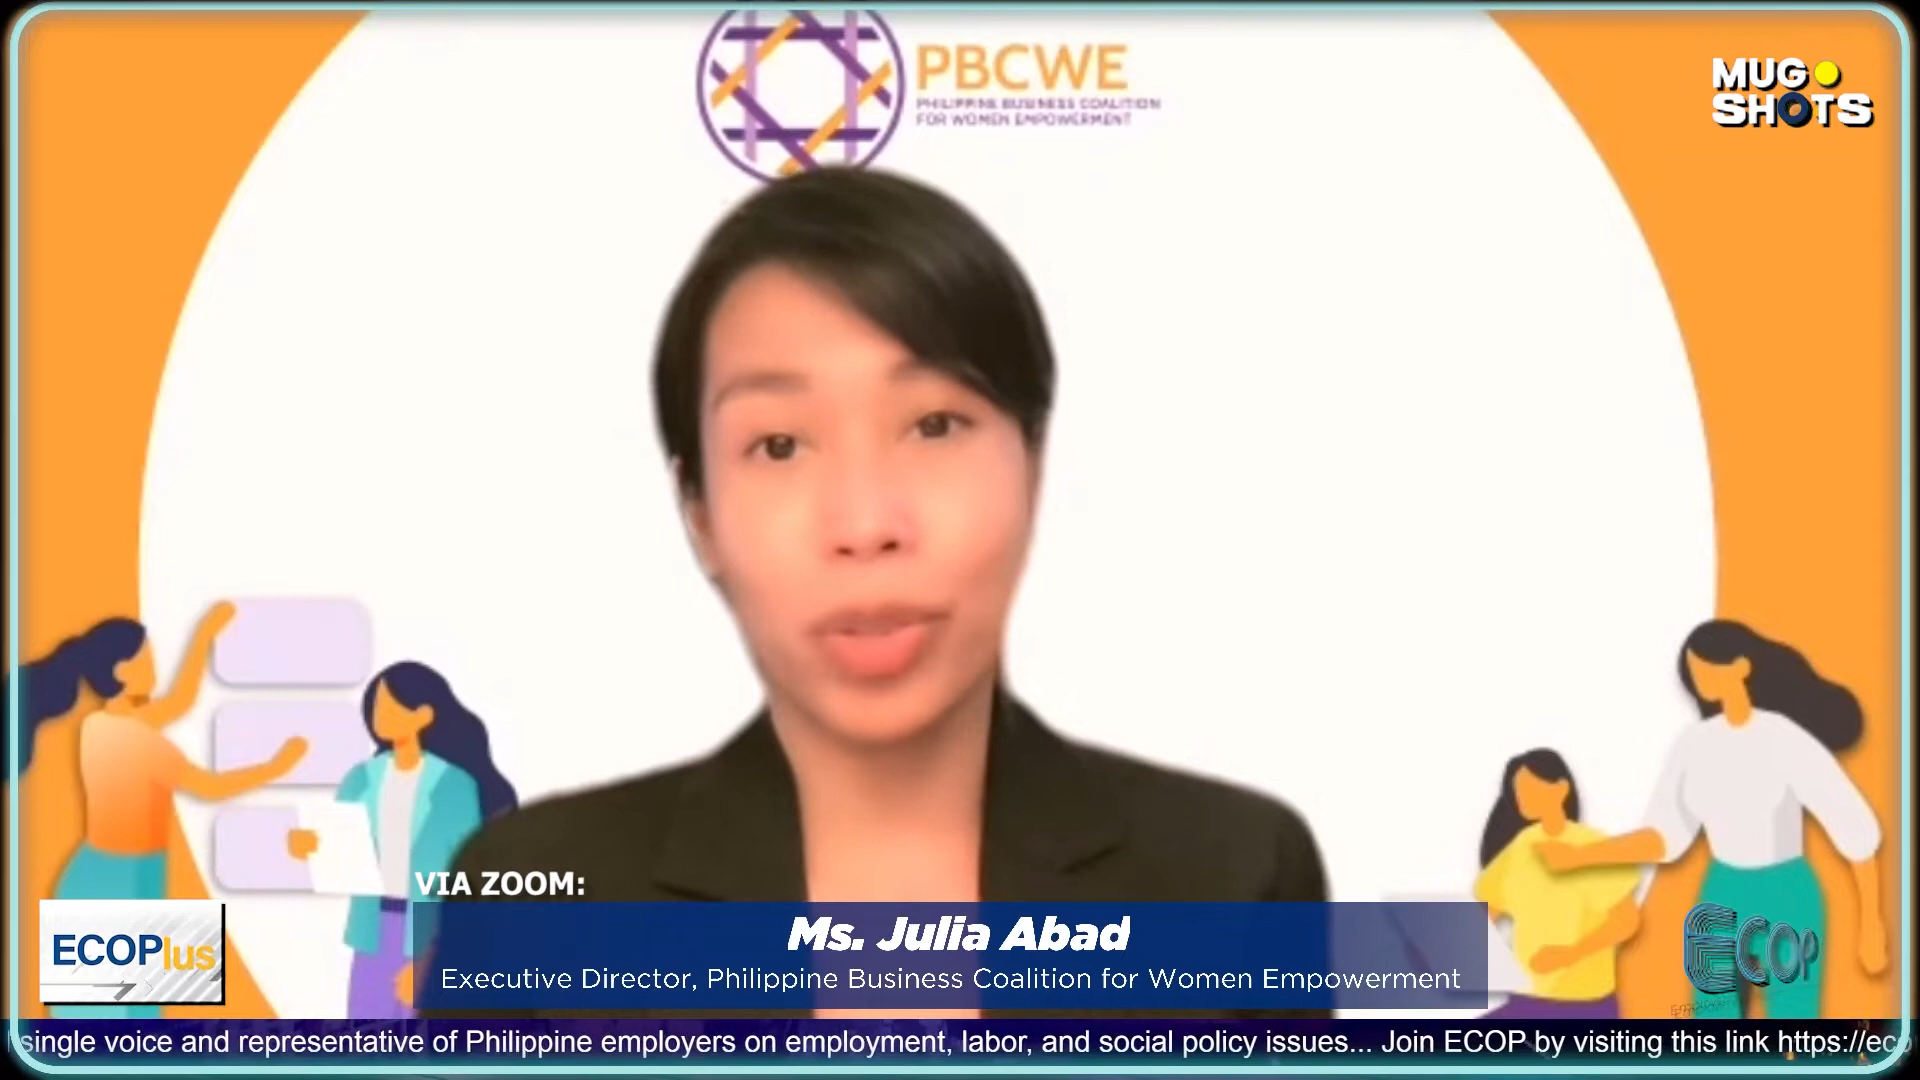 PBCWE
PHILIPPINE BUSINESS COALITION
FOR WOMEN EMPOWERMENT
MUG
SHOTS
VIA ZOOM:
Ms. Julia Abad
Executive Director, Philippine Business Coalition for Women Empowerment
ECOPlus
ECOP
single voice and representative of Philippine employers on employment, labor, and social policy issues... Join ECOP by visiting this link https://eco